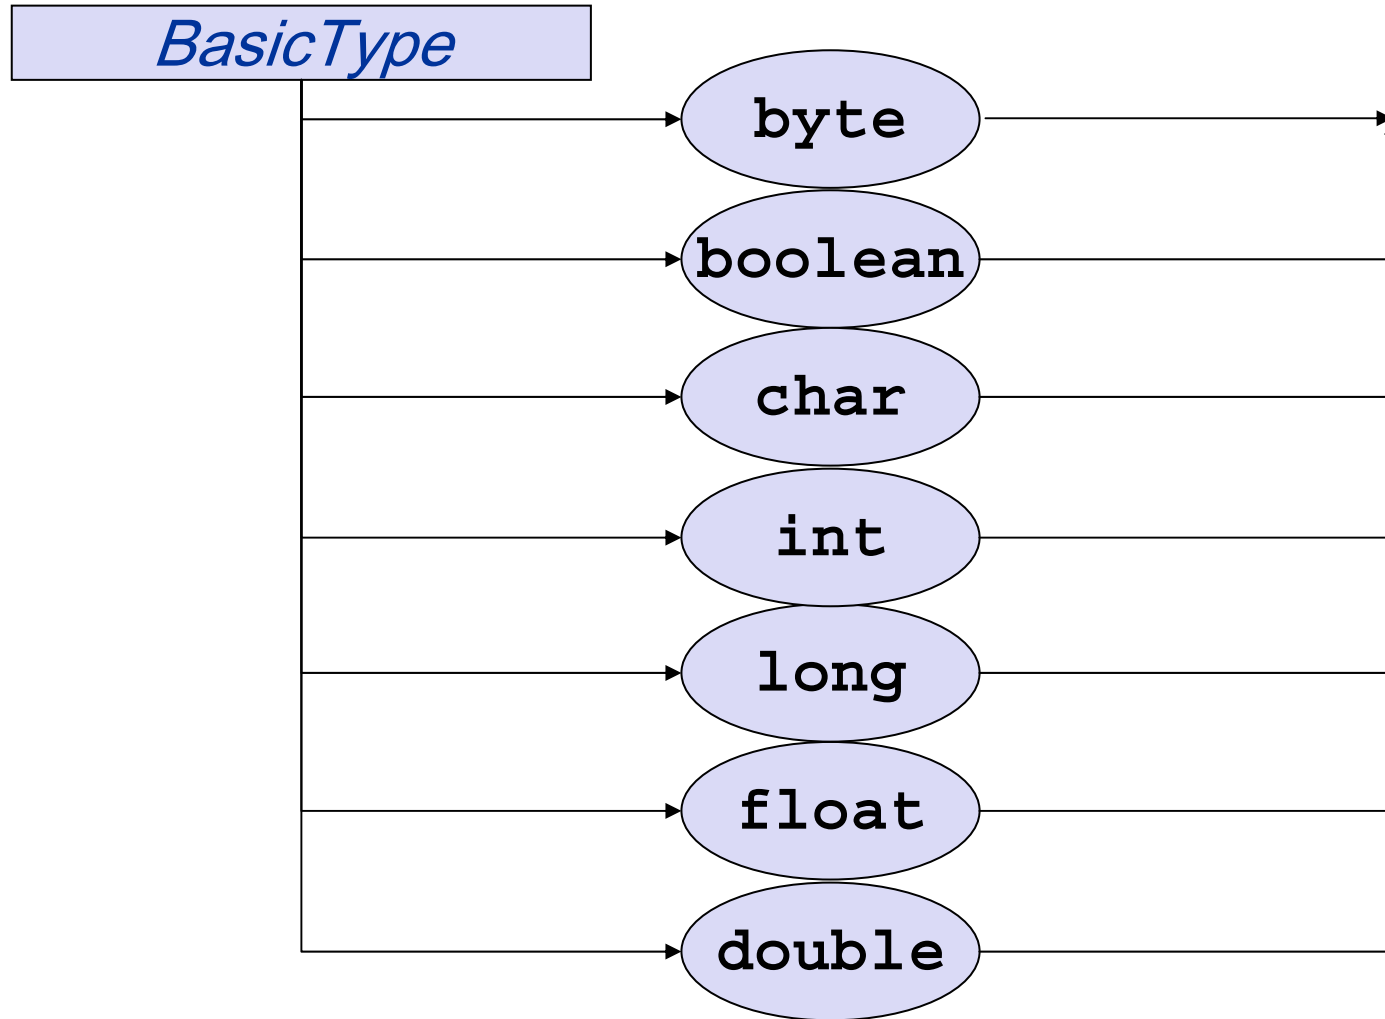 BasicType
byte
boolean
char
int
long
float
double